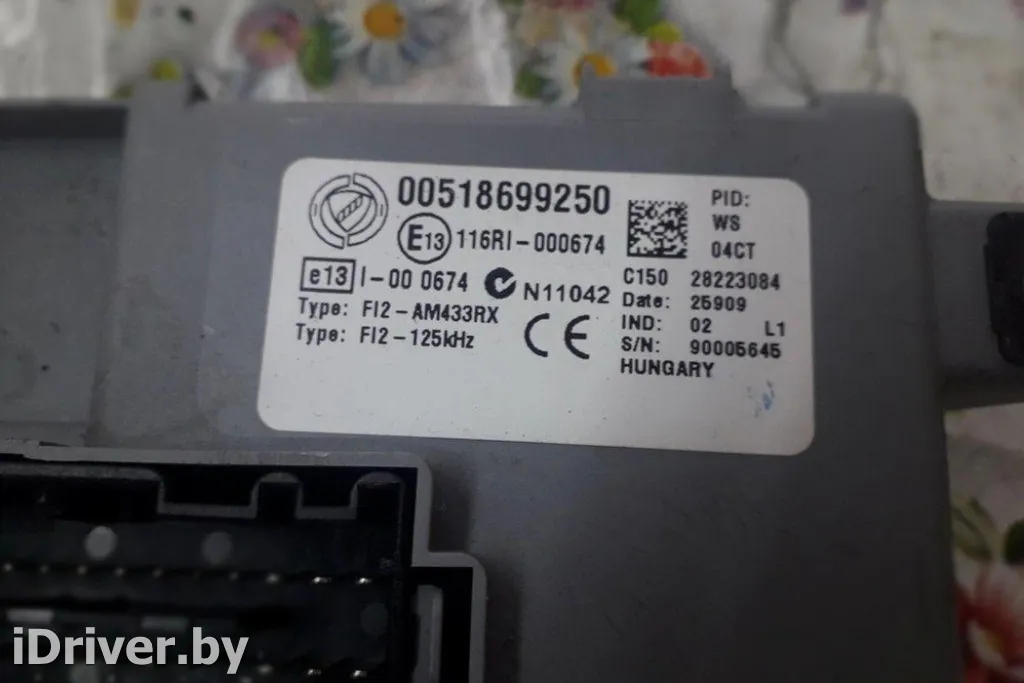 00518699250
E13 116RI-000674
e13 I-00 0674 N11042
Type: FI2-AM433RX
Type: FI2-125kHz
CE
PID:
WS
04CT
C150 28223084
Date: 25909
IND: 02 L1
S/N: 90005645
HUNGARY
iDriver.by